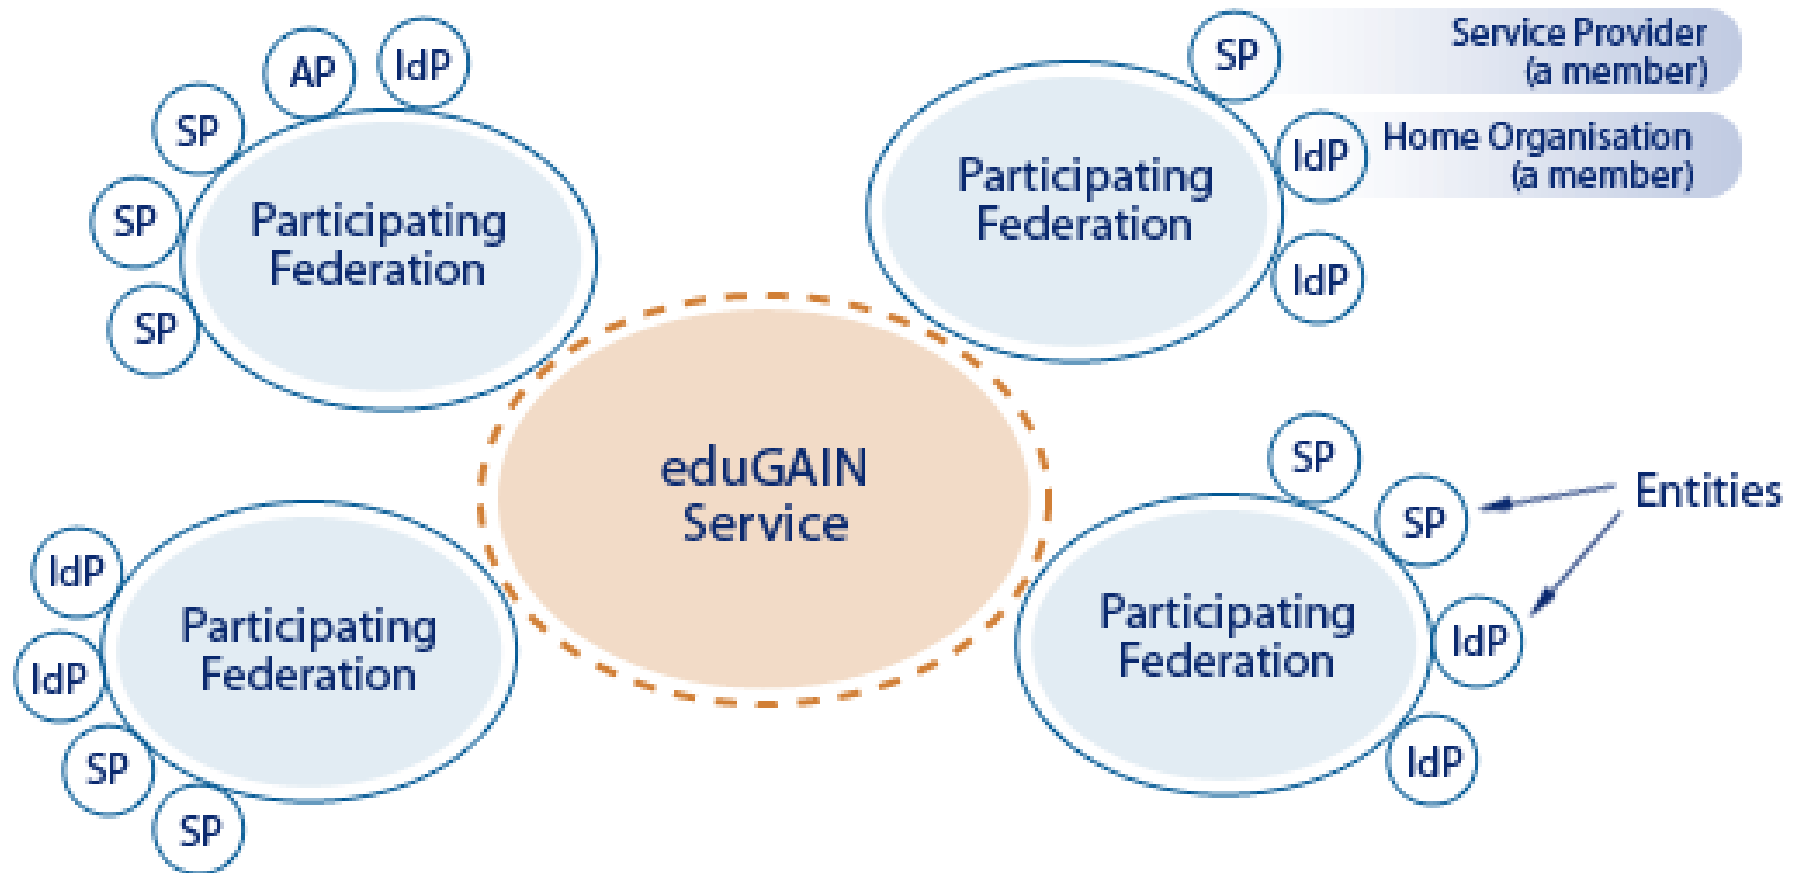 AP
IdP
SP
SP
SP
Participating
Federation
SP
Service Provider
(a member)
IdP
Home Organisation
(a member)
IdP
Participating
Federation
eduGAIN
Service
IdP
IdP
SP
SP
Participating
Federation
SP
SP
IdP
IdP
Participating
Federation
Entities